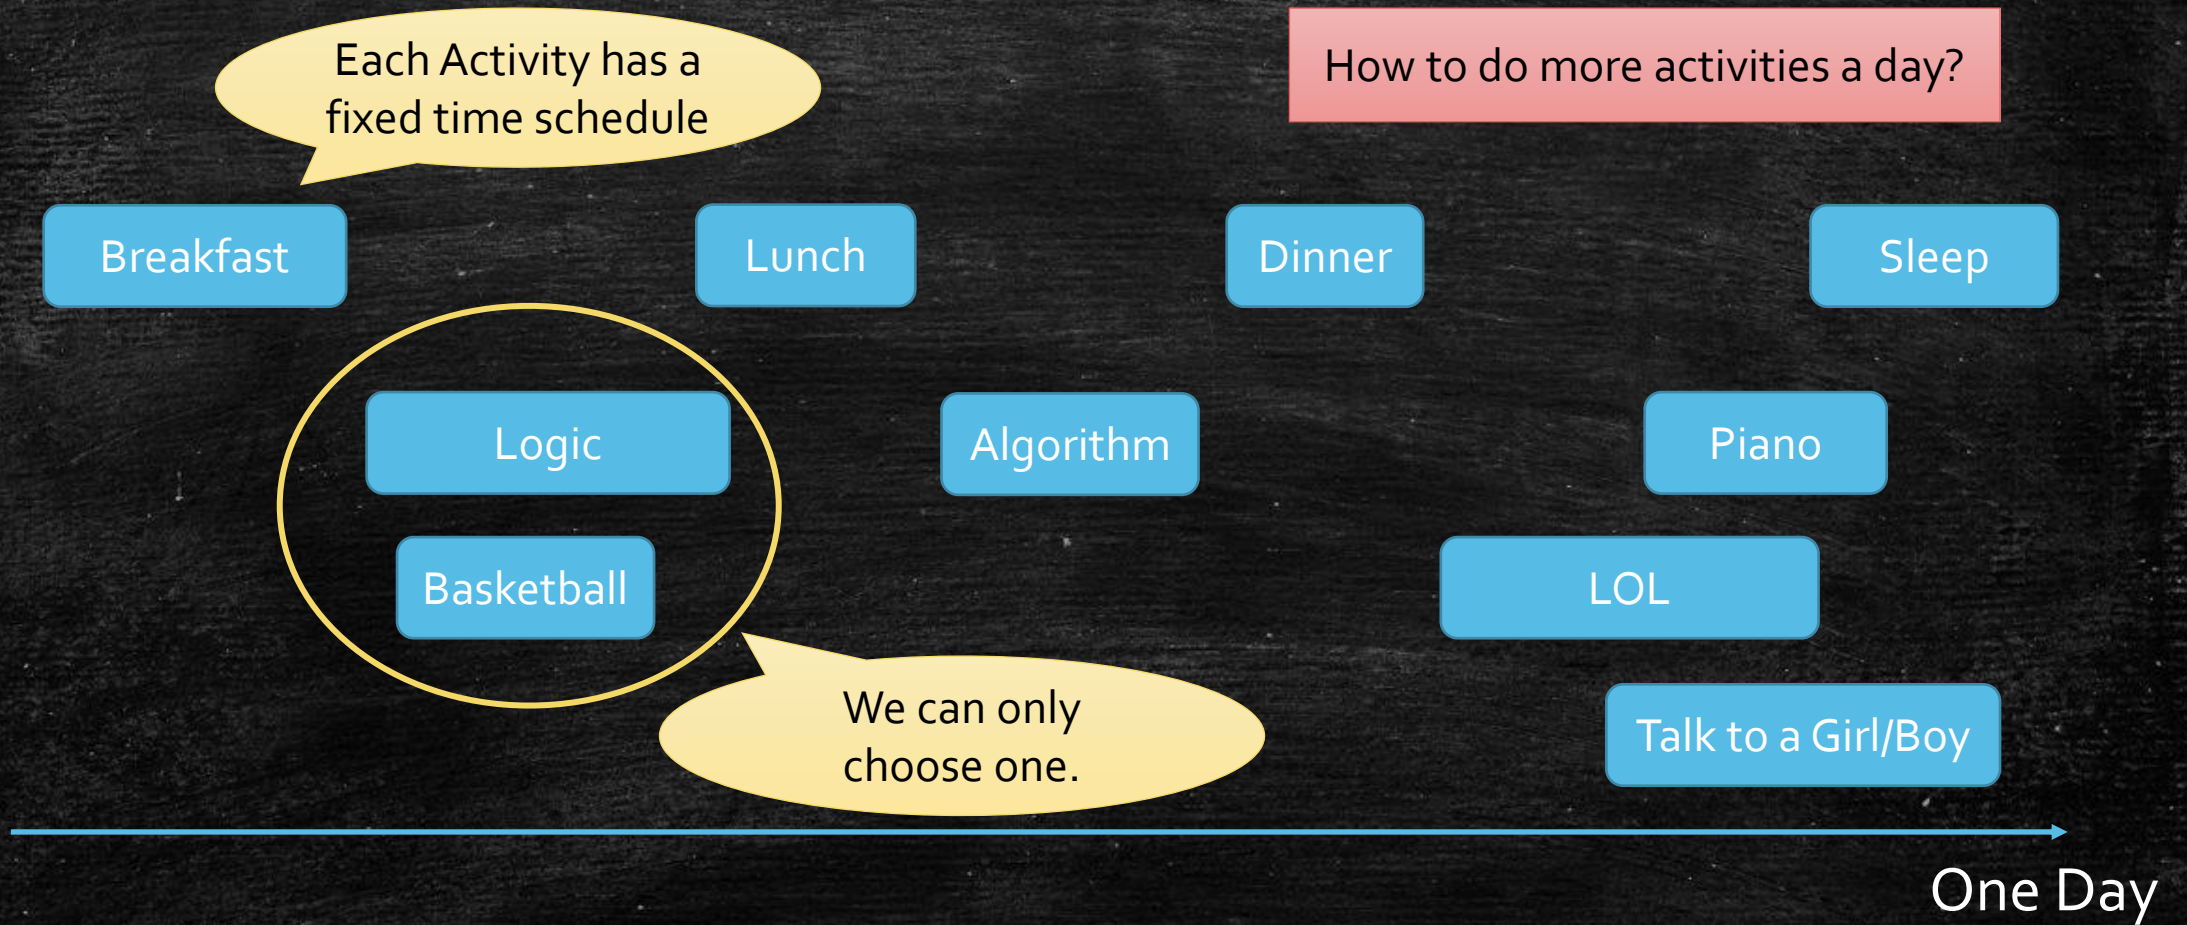 Each Activity has a
fixed time schedule
How to do more activities a day?
Breakfast
Lunch
Dinner
Sleep
Logic
Algorithm
Piano
Basketball
LOL
We can only
choose one.
Talk to a Girl/Boy
One Day